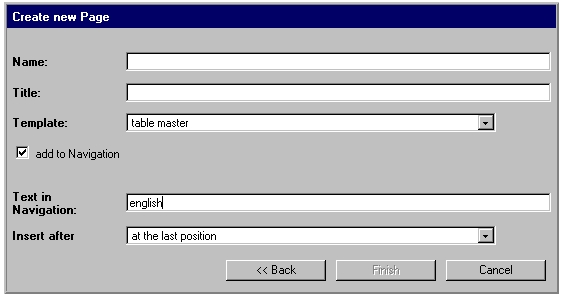 Create new Page
Name:
Title:
Template: table master
add to Navigation
Text in
Navigation: english
Insert after at the last position
<< Back Finish Cancel